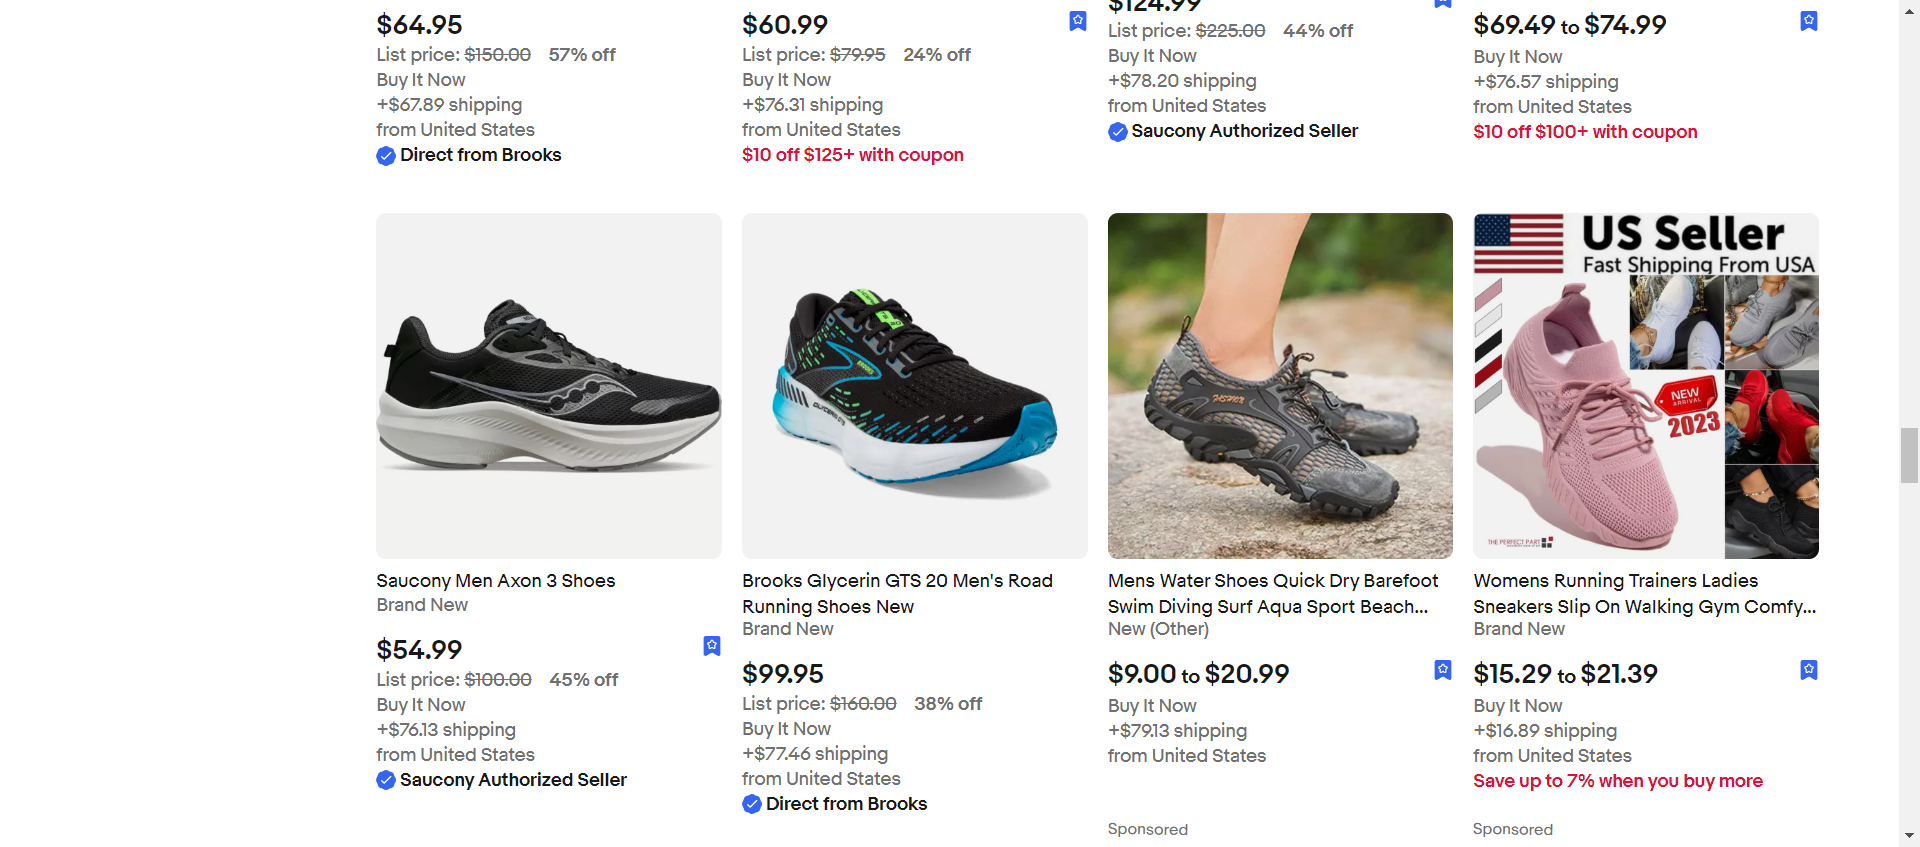 $64.95
List price: $150.00 57% off
Buy It Now
+$67.89 shipping
from United States
Direct from Brooks
$60.99
List price: $79.95 24% off
Buy It Now
+$76.31 shipping
from United States
$10 off $125+ with coupon
$124.99
List price: $225.00 44% off
Buy It Now
+$78.20 shipping
from United States
Saucony Authorized Seller
$69.49 to $74.99
Buy It Now
+$76.57 shipping
from United States
$10 off $100+ with coupon
Saucony Men Axon 3 Shoes
Brand New
$54.99
List price: $100.00 45% off
Buy It Now
+$76.13 shipping
from United States
Saucony Authorized Seller
BROOKS
GLYCERIN GTS
20
Brooks Glycerin GTS 20 Men's Road
Running Shoes New
Brand New
$99.95
List price: $160.00 38% off
Buy It Now
+$77.46 shipping
from United States
Direct from Brooks
FASHION
Mens Water Shoes Quick Dry Barefoot
Swim Diving Surf Aqua Sport Beach...
New (Other)
$9.00 to $20.99
Buy It Now
+$79.13 shipping
from United States
Sponsored
US Seller
Fast Shipping From USA
NEW
ARRIVAL
2023
THE PERFECT PART
Womens Running Trainers Ladies
Sneakers Slip On Walking Gym Comfy...
Brand New
$15.29 to $21.39
Buy It Now
+$16.89 shipping
from United States
Save up to 7% when you buy more
Sponsored